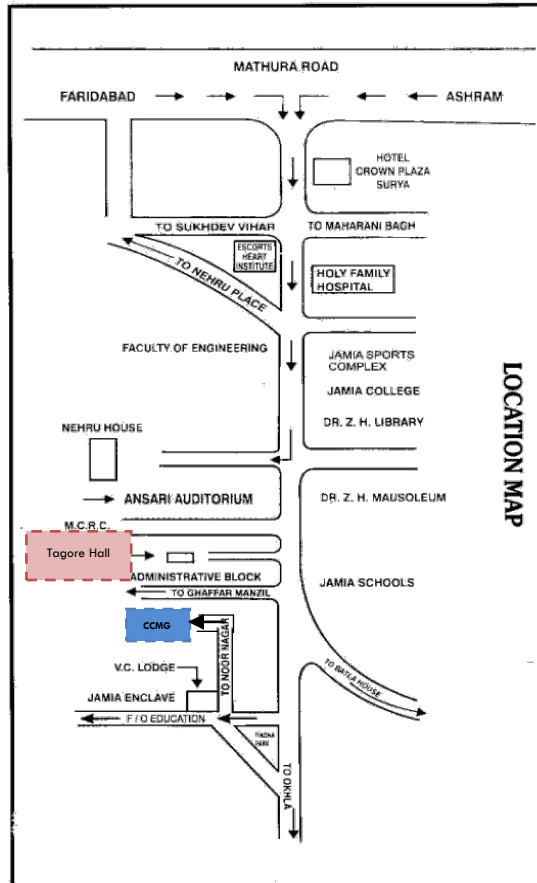 MATHURA ROAD
FARIDABAD
ASHRAM
HOTEL
CROWN PLAZA
SURYA
TO SUKHDEV VIHAR
TO MAHARANI BAGH
ESCORTS
HEART
INSTITUTE
TO NEHRU PLACE
HOLY FAMILY
HOSPITAL
FACULTY OF ENGINEERING
JAMIA SPORTS
COMPLEX
JAMIA COLLEGE
DR. Z. H. LIBRARY
LOCATION MAP
NEHRU HOUSE
ANSARI AUDITORIUM
DR. Z. H. MAUSOLEUM
M.C.R.C.
Tagore Hall
ADMINISTRATIVE BLOCK
JAMIA SCHOOLS
TO GHAFFAR MANZIL
CCMG
TO NOOR NAGAR
TO BATLA HOUSE
V.C. LODGE
JAMIA ENCLAVE
F / O EDUCATION
PARK
TO OKHLA